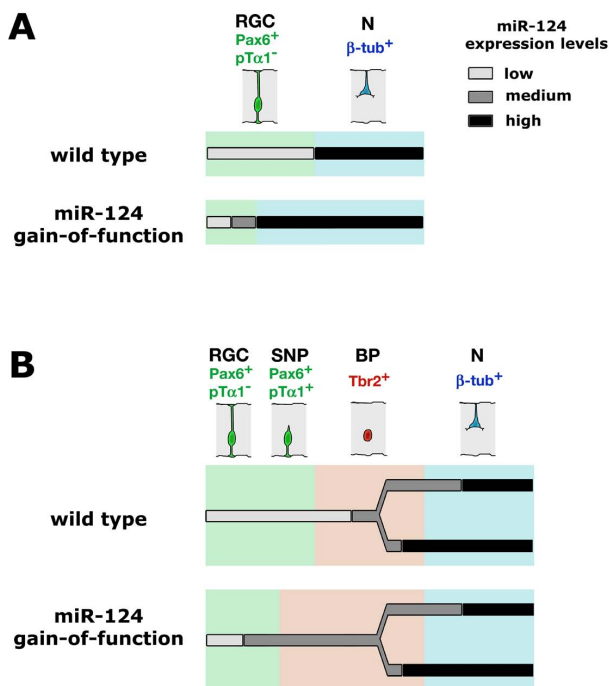 A
RGC
Pax6+
pTα1-
N
β-tub+
miR-124
expression levels
low
medium
high
wild type
miR-124
gain-of-function
B
RGC
Pax6+
pTα1-
SNP
Pax6+
pTα1+
BP
Tbr2+
N
β-tub+
wild type
miR-124
gain-of-function